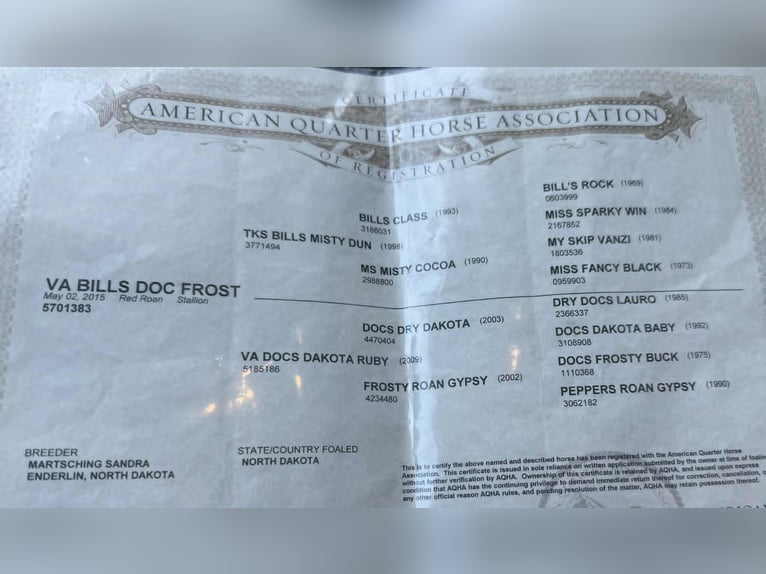 CERTIFICATE
AMERICAN QUARTER HORSE ASSOCIATION
OF REGISTRATION
BILL'S ROCK (1969)
0603999
BILLS CLASS (1993)
3186031
MISS SPARKY WIN (1984)
2167852
TKS BILLS MISTY DUN (1998)
3771494
MY SKIP VANZI (1981)
1803536
MS MISTY COCOA (1990)
2988800
MISS FANCY BLACK (1973)
0959903
VA BILLS DOC FROST
May 02, 2015 Red Roan Stallion
5701383
DRY DOCS LAURO (1985)
2366337
DOCS DRY DAKOTA (2003)
4470404
DOCS DAKOTA BABY (1992)
3108908
VA DOCS DAKOTA RUBY (2009)
5185186
DOCS FROSTY BUCK (1975)
1110368
FROSTY ROAN GYPSY (2002)
4234480
PEPPERS ROAN GYPSY (1990)
3062182
BREEDER
MARTSCHING SANDRA
ENDERLIN, NORTH DAKOTA
STATE/COUNTRY FOALED
NORTH DAKOTA
This is to certify the above named and described horse has been registered with the American Quarter Horse
Association. This certificate is issued in sole reliance on written application submitted by the owner at time of
without further verification by AQHA. Ownership of this certificate is retained by AQHA, and issued upon express
condition that AQHA has the continuing privilege to demand immediate return thereof for correction, cancellation,
any other official reason AQHA rules, and pending resolution of the matter, AQHA may retain possession thereof.